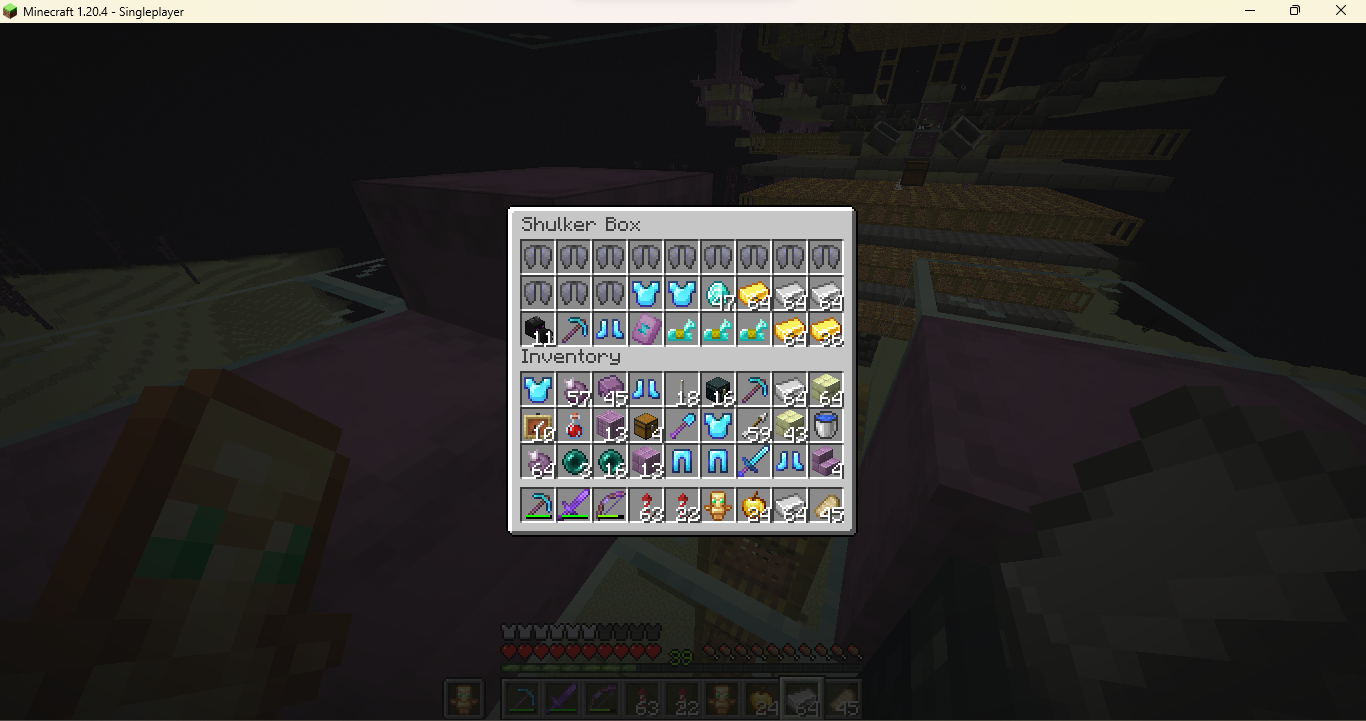 Minecraft 1.20.4 - Singleplayer
Shulker Box
47 64 64 64
11 64 36
Inventory
57 45 18 16 64 64
10 13 4 59 43
64 3 16 13 4
63 22 24 64 45
39
63 22 24 64 45